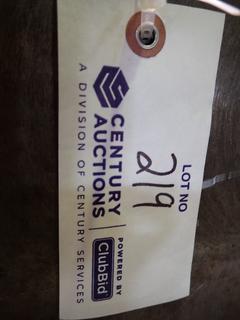 LOT NO
219
CENTURY
AUCTIONS
POWERED BY
ClubBid
A DIVISION OF CENTURY SERVICES